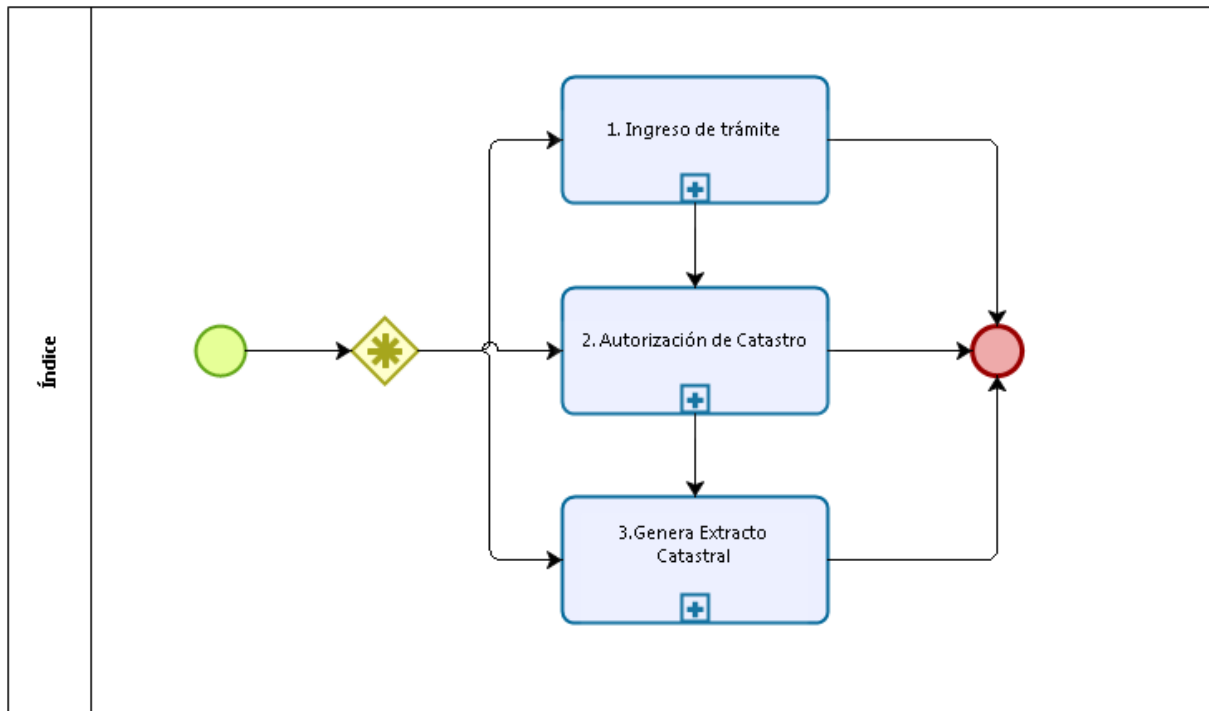 Índice
1. Ingreso de trámite
2. Autorización de Catastro
3.Genera Extracto
Catastral